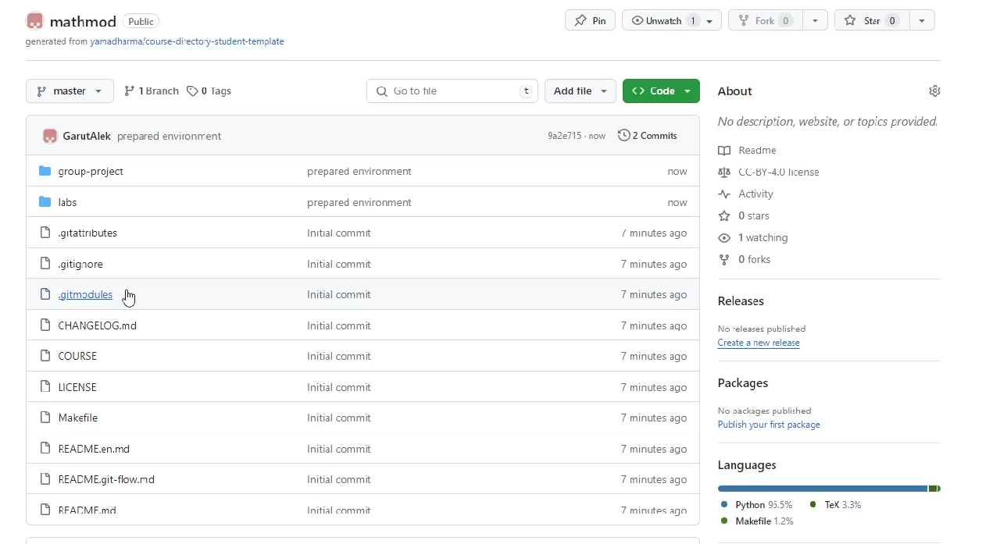 mathmod Public
Pin Unwatch 1 Fork 0 Star 0
generated from yamadharma/course-directory-student-template
master 1 Branch 0 Tags Go to file t Add file Code
GarutAlek prepared environment 9a2e715 · now 2 Commits
group-project prepared environment now
labs prepared environment now
.gitattributes Initial commit 7 minutes ago
.gitignore Initial commit 7 minutes ago
.gitmodules Initial commit 7 minutes ago
CHANGELOG.md Initial commit 7 minutes ago
COURSE Initial commit 7 minutes ago
LICENSE Initial commit 7 minutes ago
Makefile Initial commit 7 minutes ago
README.en.md Initial commit 7 minutes ago
README.git-flow.md Initial commit 7 minutes ago
README.md Initial commit 7 minutes ago
About
No description, website, or topics provided.
Readme
CC-BY-4.0 license
Activity
0 stars
1 watching
0 forks
Releases
No releases published
Create a new release
Packages
No packages published
Publish your first package
Languages
Python 95.5% TeX 3.3%
Makefile 1.2%